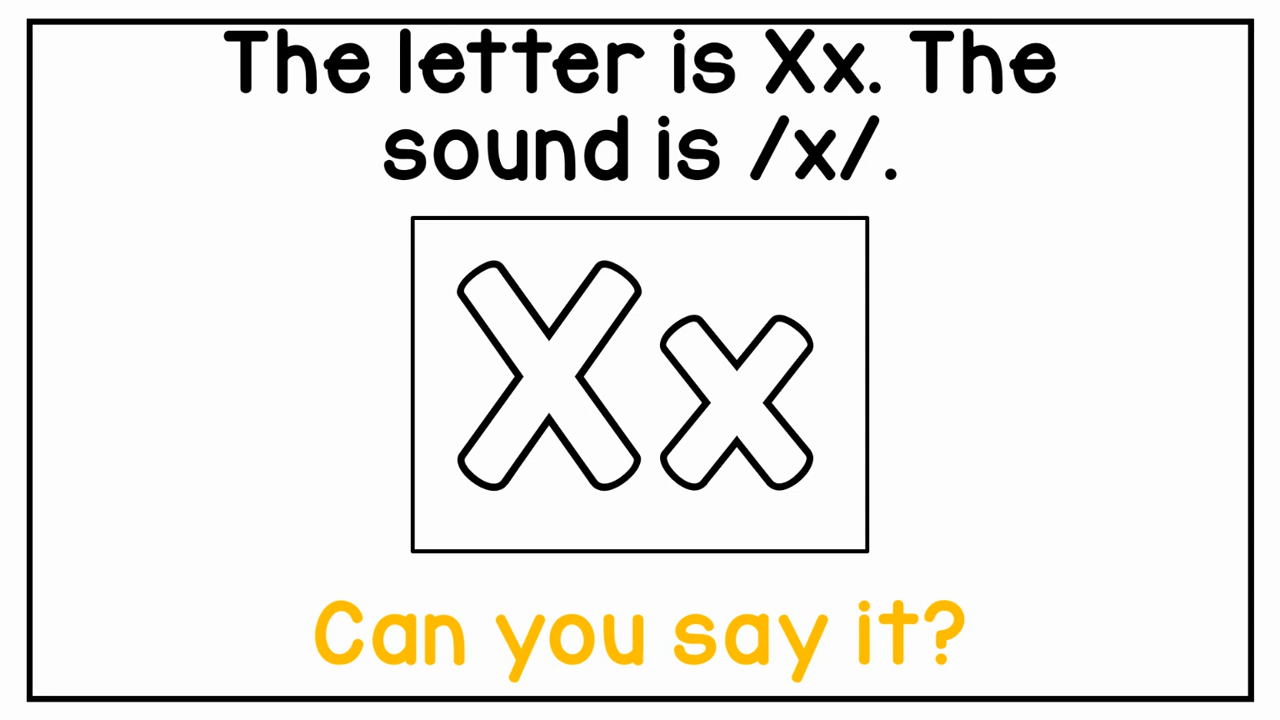 The letter is Xx. The
sound is /x/.
Xx
Can you say it?